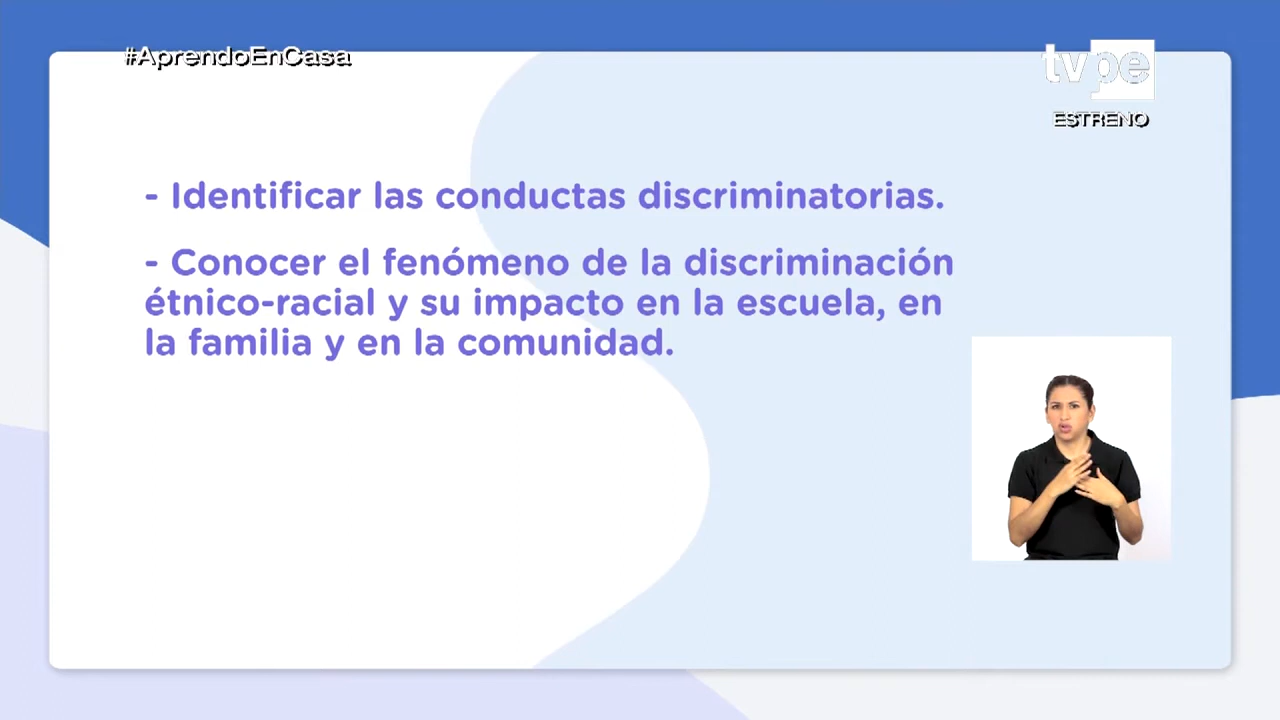 #AprendoEnCasa
tvpe
ESTRENO
- Identificar las conductas discriminatorias.
- Conocer el fenómeno de la discriminación
étnico-racial y su impacto en la escuela, en
la familia y en la comunidad.